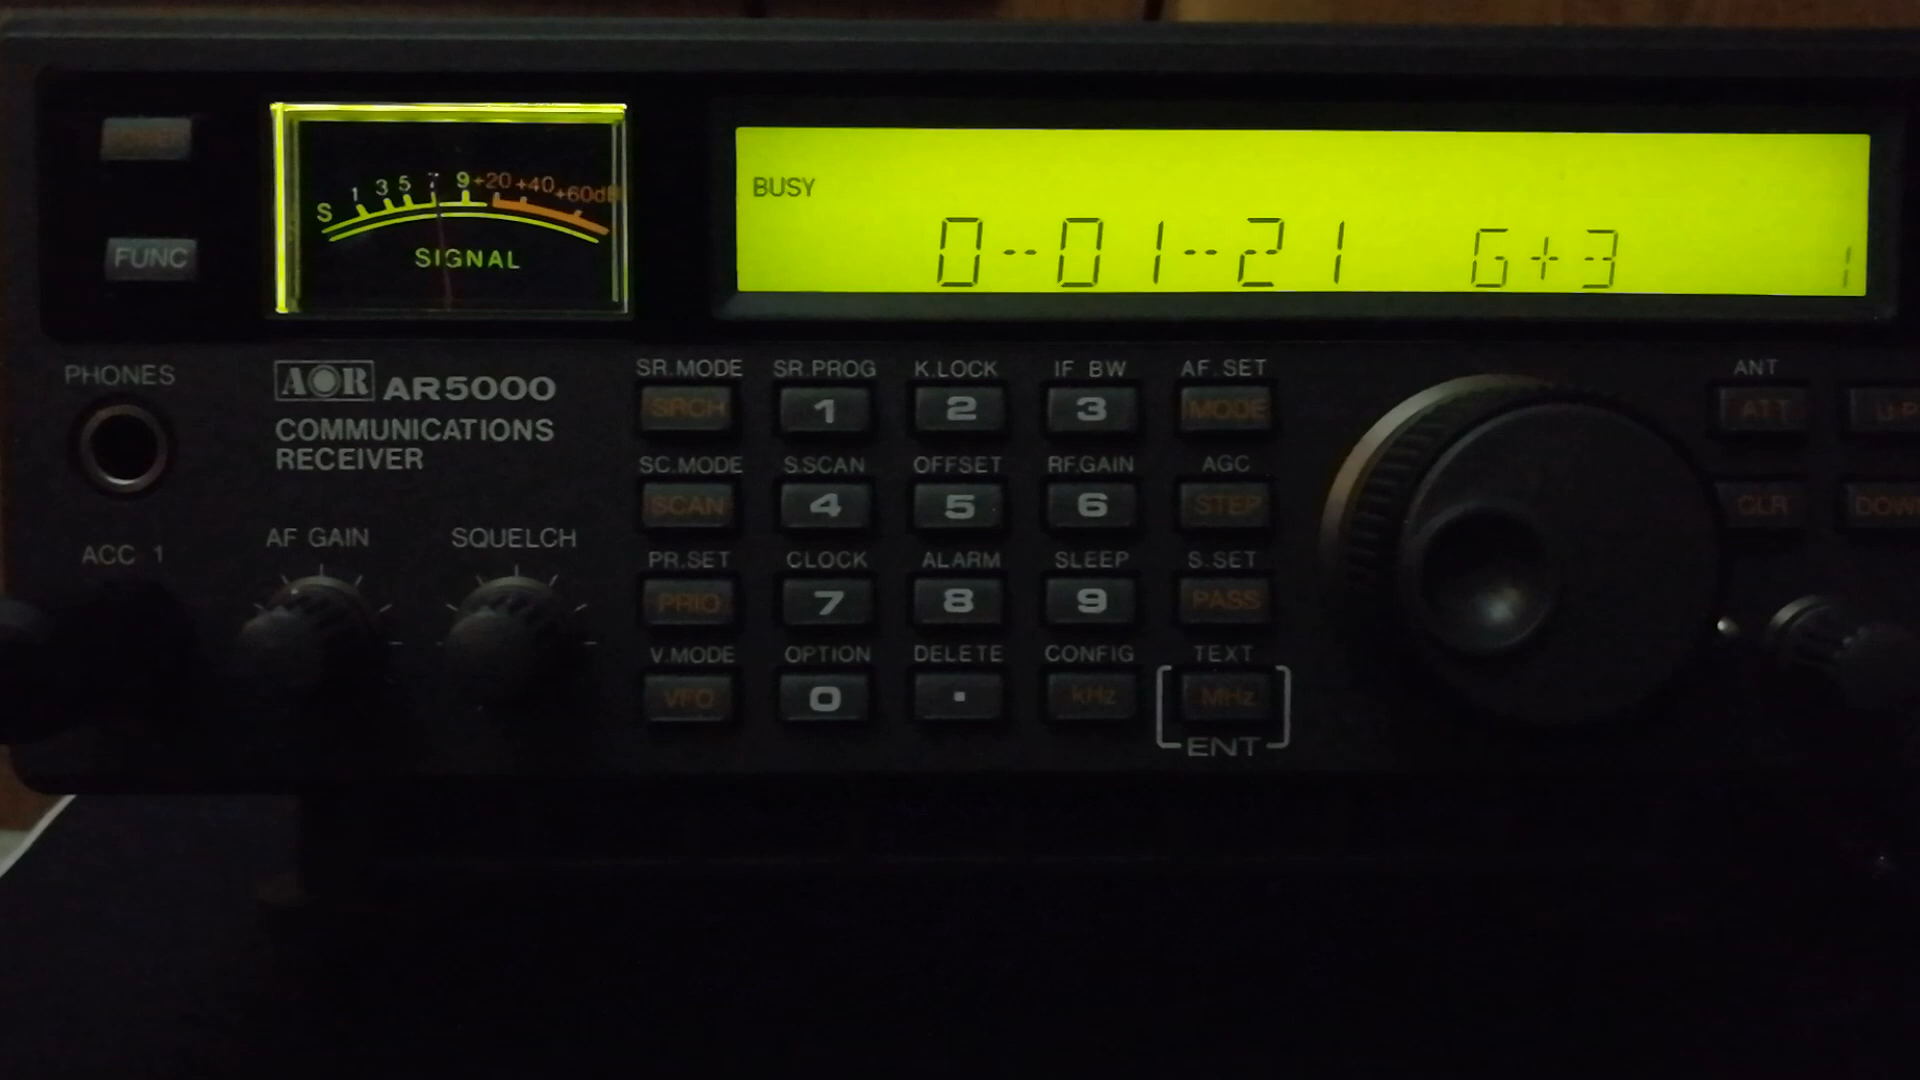 S 1 3 5 7 9 +20 +40 +60dB
SIGNAL
FUNC
BUSY
0--01--21 G+3 1
PHONES
AOR AR5000
COMMUNICATIONS
RECEIVER
ACC 1
AF GAIN
SQUELCH
SR.MODE SR.PROG K.LOCK IF BW AF.SET
SRCH 1 2 3 MODE
SC.MODE S.SCAN OFFSET RF.GAIN AGC
SCAN 4 5 6 STEP
PR.SET CLOCK ALARM SLEEP S.SET
PRIO 7 8 9 PASS
V.MODE OPTION DELETE CONFIG TEXT
VFO 0 . kHz MHz
ENT
ANT
ATT
CLR